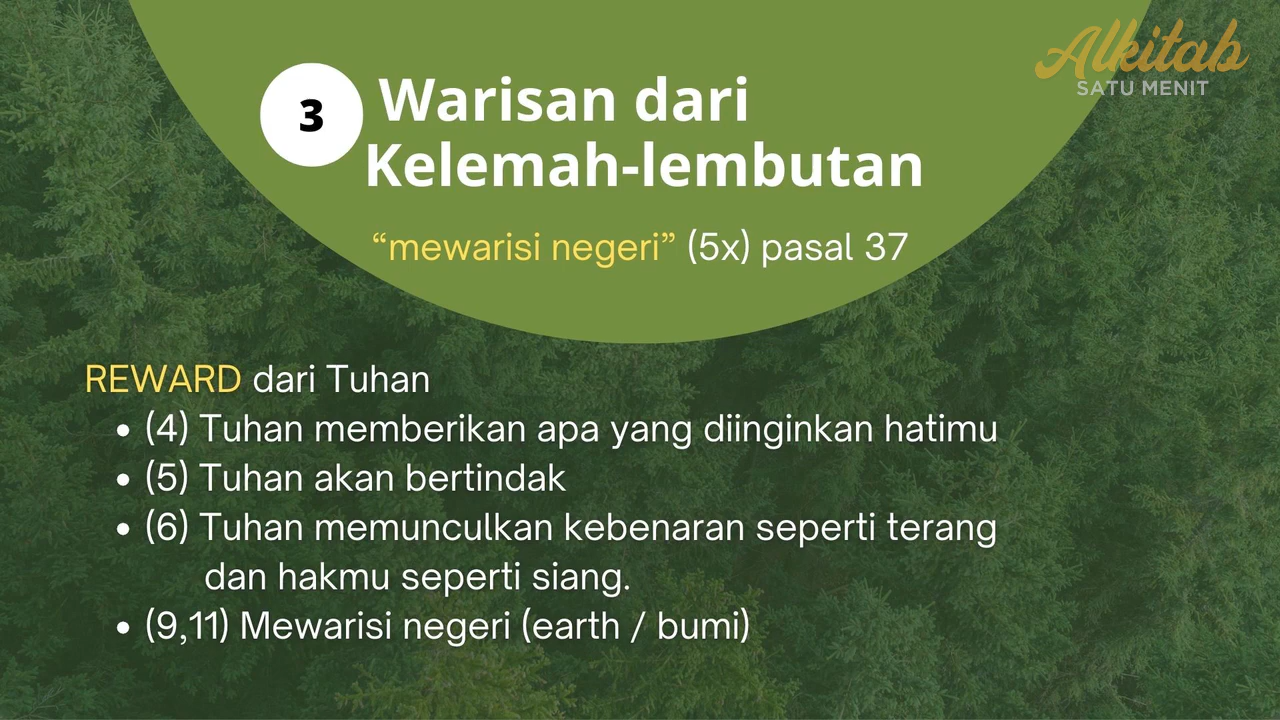 Alkitab
SATU MENIT
3
Warisan dari
Kelemah-lembutan
“mewarisi negeri” (5x) pasal 37
REWARD dari Tuhan
• (4) Tuhan memberikan apa yang diinginkan hatimu
• (5) Tuhan akan bertindak
• (6) Tuhan memunculkan kebenaran seperti terang
dan hakmu seperti siang.
• (9,11) Mewarisi negeri (earth / bumi)